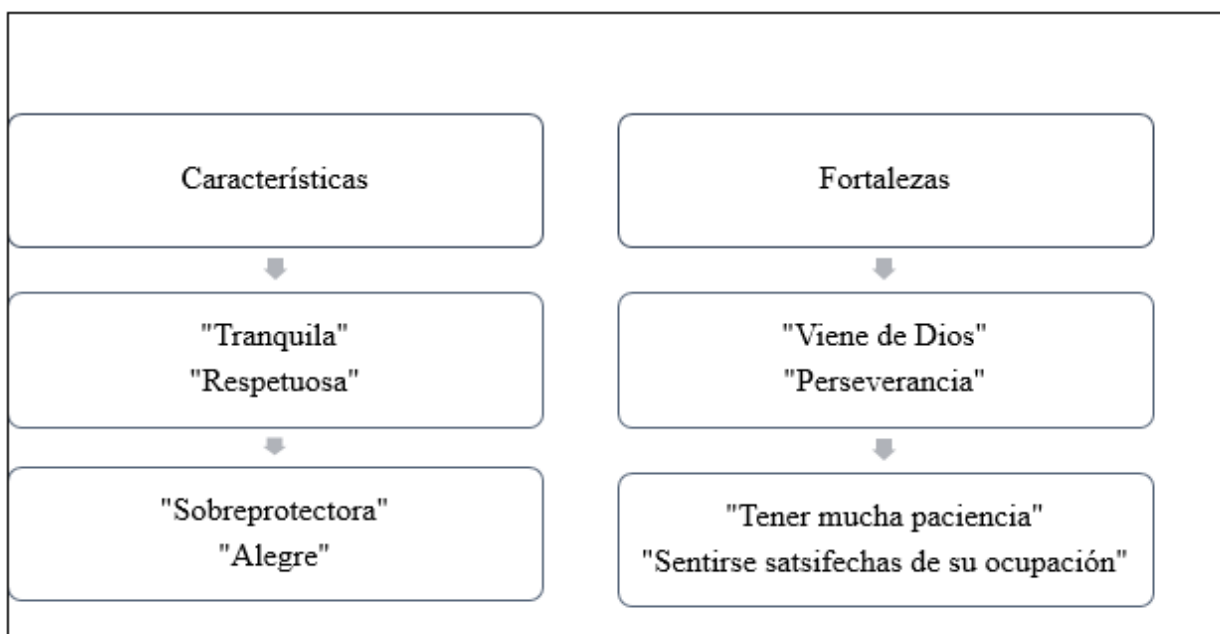 Características
"Tranquila"
"Respetuosa"
"Sobreprotectora"
"Alegre"
Fortalezas
"Viene de Dios"
"Perseverancia"
"Tener mucha paciencia"
"Sentirse satsifechas de su ocupación"